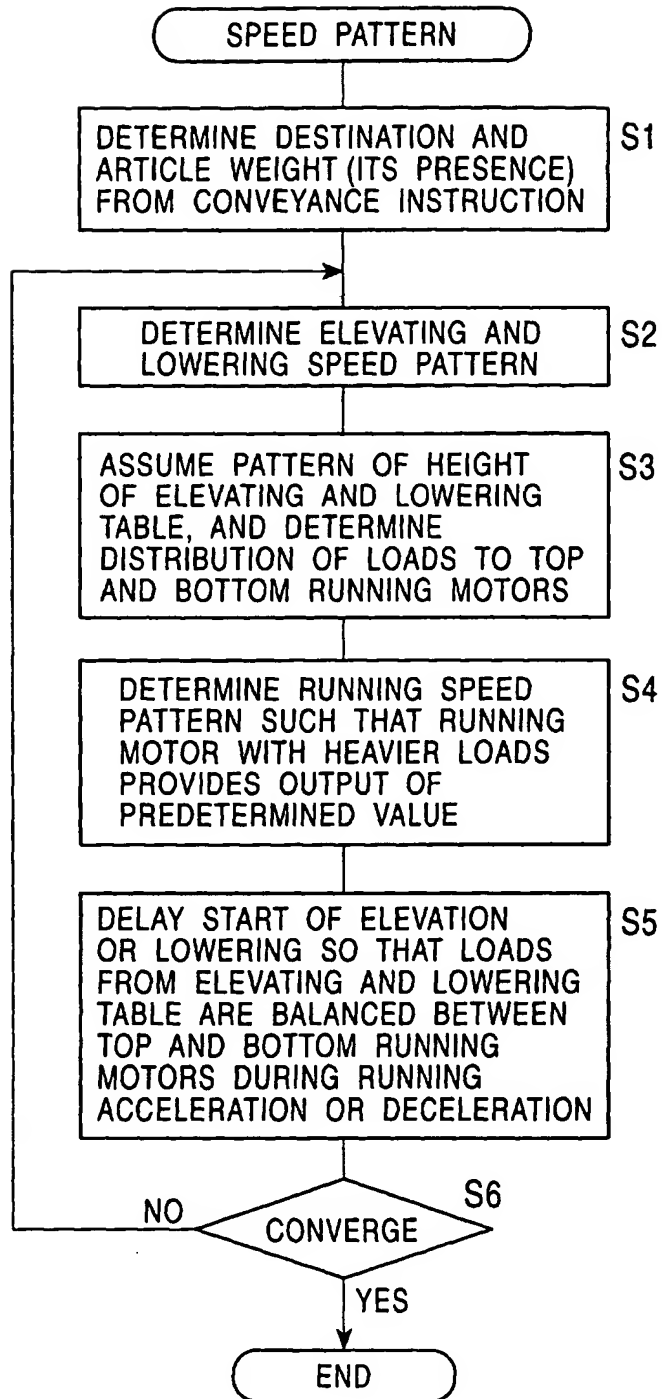 SPEED PATTERN
DETERMINE DESTINATION AND
ARTICLE WEIGHT (ITS PRESENCE)
FROM CONVEYANCE INSTRUCTION
S1
DETERMINE ELEVATING AND
LOWERING SPEED PATTERN
S2
ASSUME PATTERN OF HEIGHT
OF ELEVATING AND LOWERING
TABLE, AND DETERMINE
DISTRIBUTION OF LOADS TO TOP
AND BOTTOM RUNNING MOTORS
S3
DETERMINE RUNNING SPEED
PATTERN SUCH THAT RUNNING
MOTOR WITH HEAVIER LOADS
PROVIDES OUTPUT OF
PREDETERMINED VALUE
S4
DELAY START OF ELEVATION
OR LOWERING SO THAT LOADS
FROM ELEVATING AND LOWERING
TABLE ARE BALANCED BETWEEN
TOP AND BOTTOM RUNNING
MOTORS DURING RUNNING
ACCELERATION OR DECELERATION
S5
S6
NO
CONVERGE
YES
END